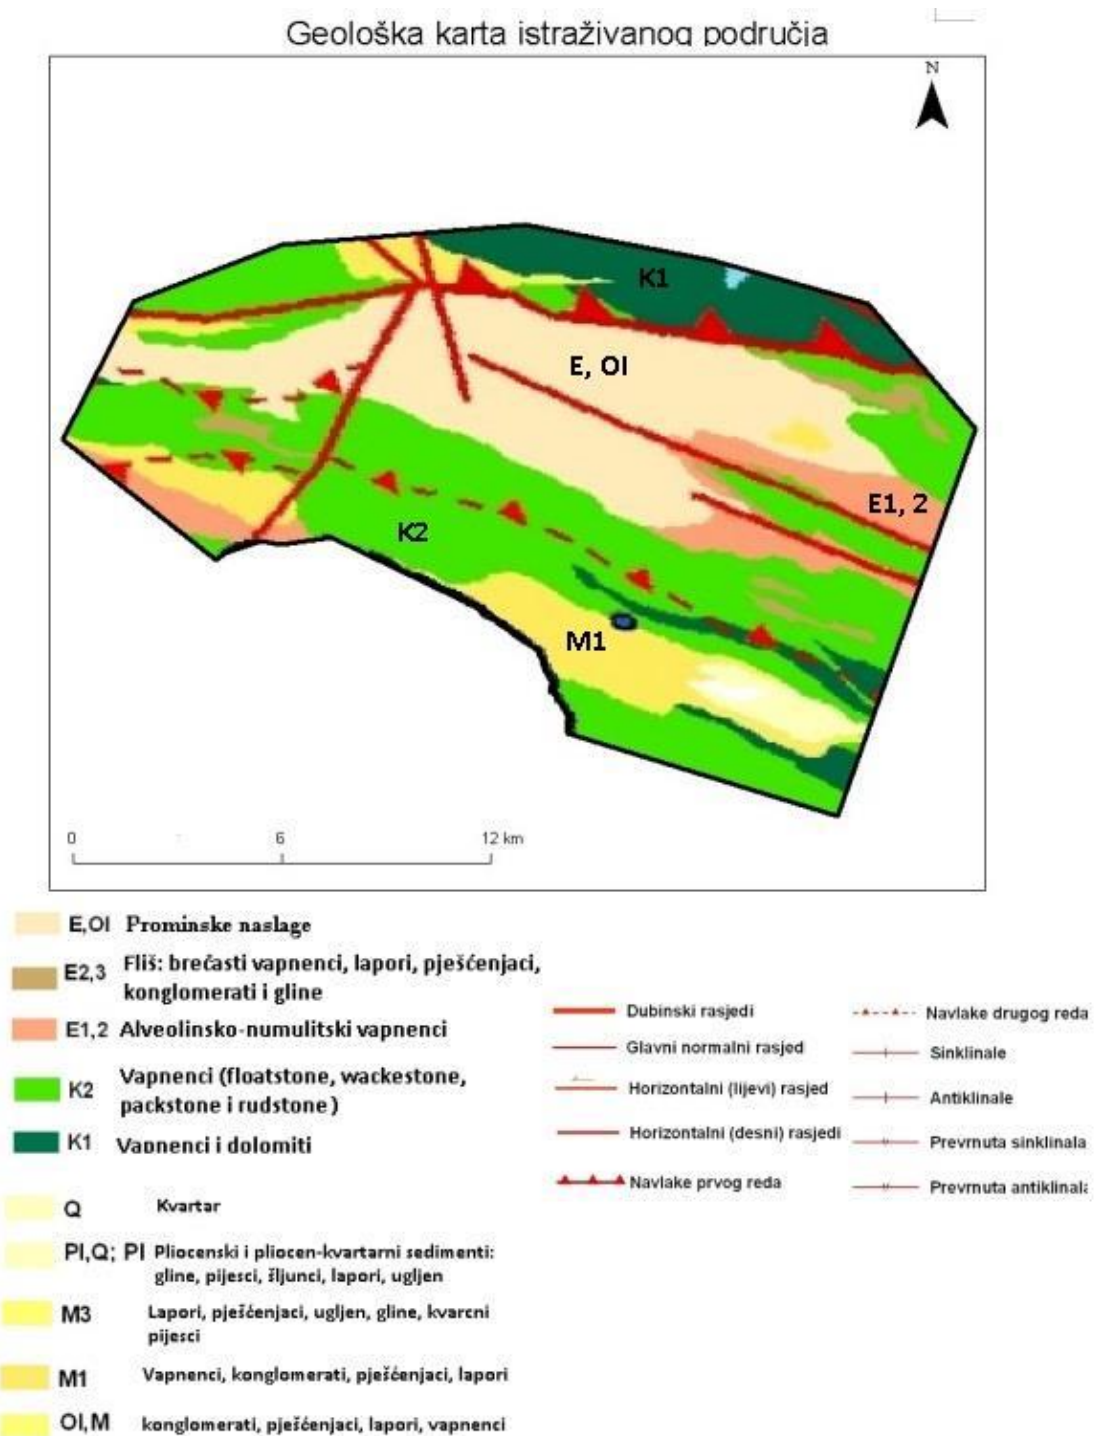 Geološka karta istraživanog područja
N
K1
E, Ol
E1, 2
K2
M1
0 6 12 km
E,Ol Prominske naslage
E2,3 Fliš: brečasti vapnenci, lapori, pješćenjaci,
konglomerati i gline
E1,2 Alveolinsko-numulitski vapnenci
K2 Vapnenci (floatstone, wackestone,
packstone i rudstone)
K1 Vapnenci i dolomiti
Q Kvartar
Pl,Q; Pl Pliocenski i pliocen-kvartarni sedimenti:
gline, pijesci, šljunci, lapori, ugljen
M3 Lapori, pješćenjaci, ugljen, gline, kvarcni
pijesci
M1 Vapnenci, konglomerati, pješćenjaci, lapori
Ol,M konglomerati, pješćenjaci, lapori, vapnenci
Dubinski rasjedi
Glavni normalni rasjed
Horizontalni (lijevi) rasjed
Horizontalni (desni) rasjedi
Navlake prvog reda
Navlake drugog reda
Sinklinale
Antiklinale
Prevrnuta sinklinala
Prevrnuta antiklinala